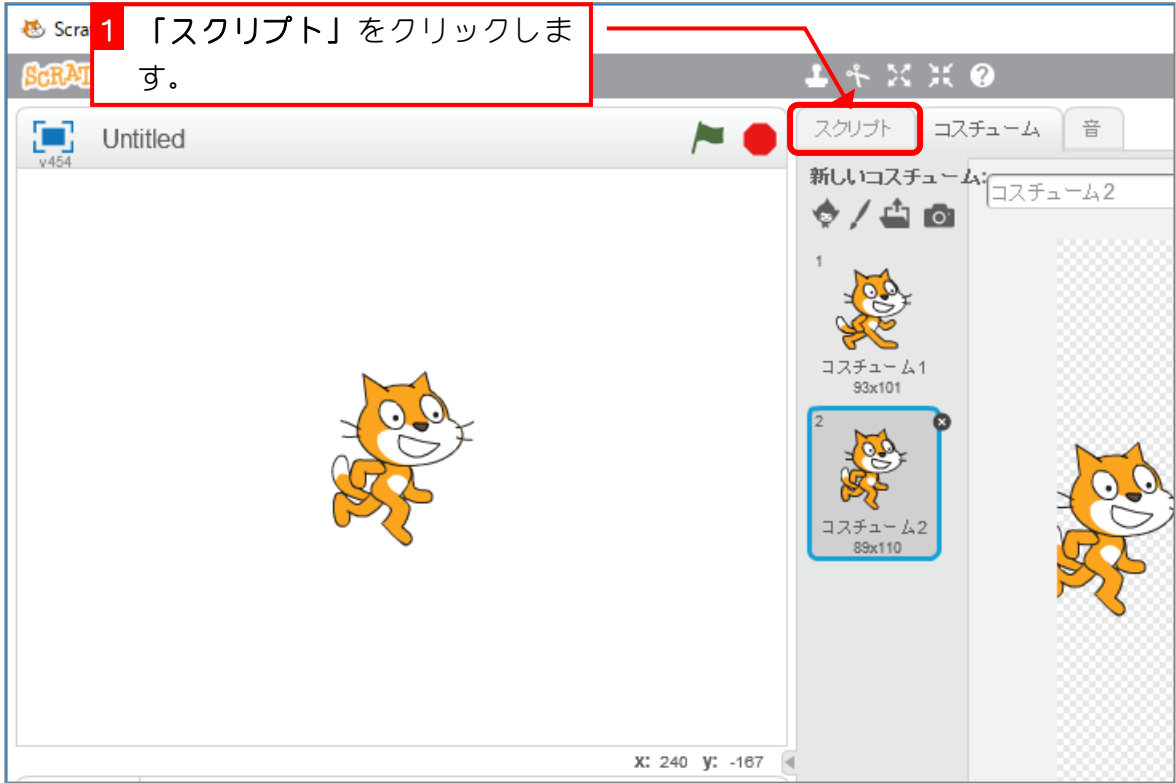 Scra
1 「スクリプト」をクリックしま
す。
SCRAT
v454
Untitled
スクリプト
コスチューム
音
新しいコスチューム:
コスチューム2
1
コスチューム1
93x101
2
コスチューム2
89x110
X: 240 y: -167